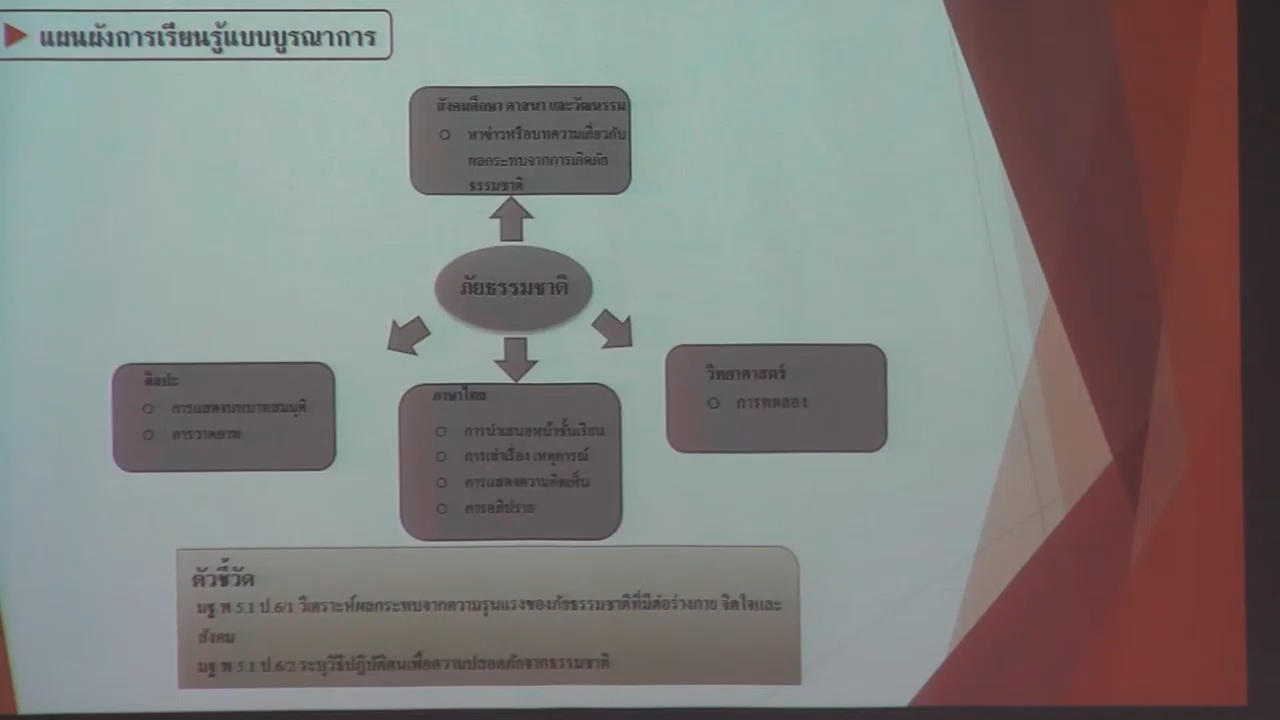 แผนผังการเรียนรู้แบบบูรณาการ
สังคมศึกษา ศาสนา และวัฒนธรรม
หาข่าวหรือบทความเกี่ยวกับ
ผลกระทบจากการเกิดภัย
ธรรมชาติ
ภัยธรรมชาติ
ศิลปะ
การแสดงบทบาทสมมุติ
การวาดภาพ
ภาษาไทย
การนำเสนอหน้าชั้นเรียน
การเล่าเรื่อง เหตุการณ์
การแสดงความคิดเห็น
การอภิปราย
วิทยาศาสตร์
การทดลอง
ตัวชี้วัด
มฐ.พ 5.1 ป.6/1 วิเคราะห์ผลกระทบจากความรุนแรงของภัยธรรมชาติที่มีต่อร่างกาย จิตใจและ
สังคม
มฐ.พ 5.1 ป.6/2 ระบุวิธีปฏิบัติตนเพื่อความปลอดภัยจากธรรมชาติ